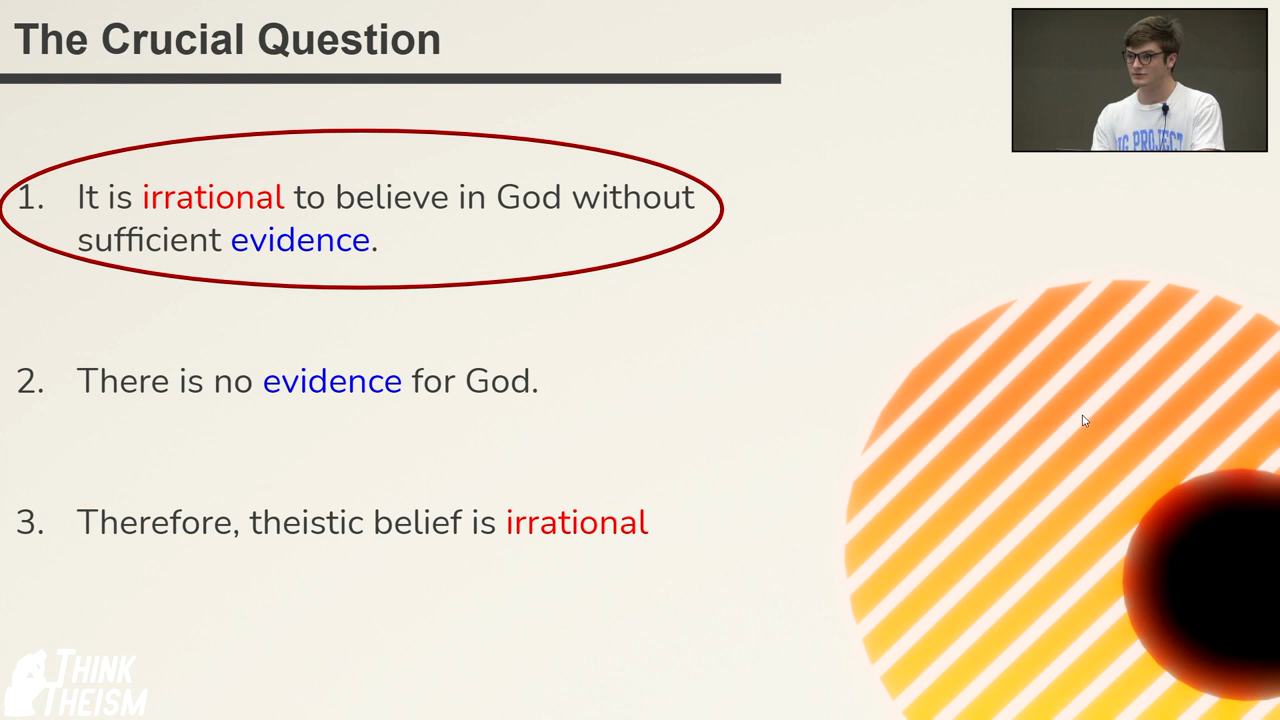 The Crucial Question
1. It is irrational to believe in God without
sufficient evidence.
2. There is no evidence for God.
3. Therefore, theistic belief is irrational
THINK
THEISM
PROJECT